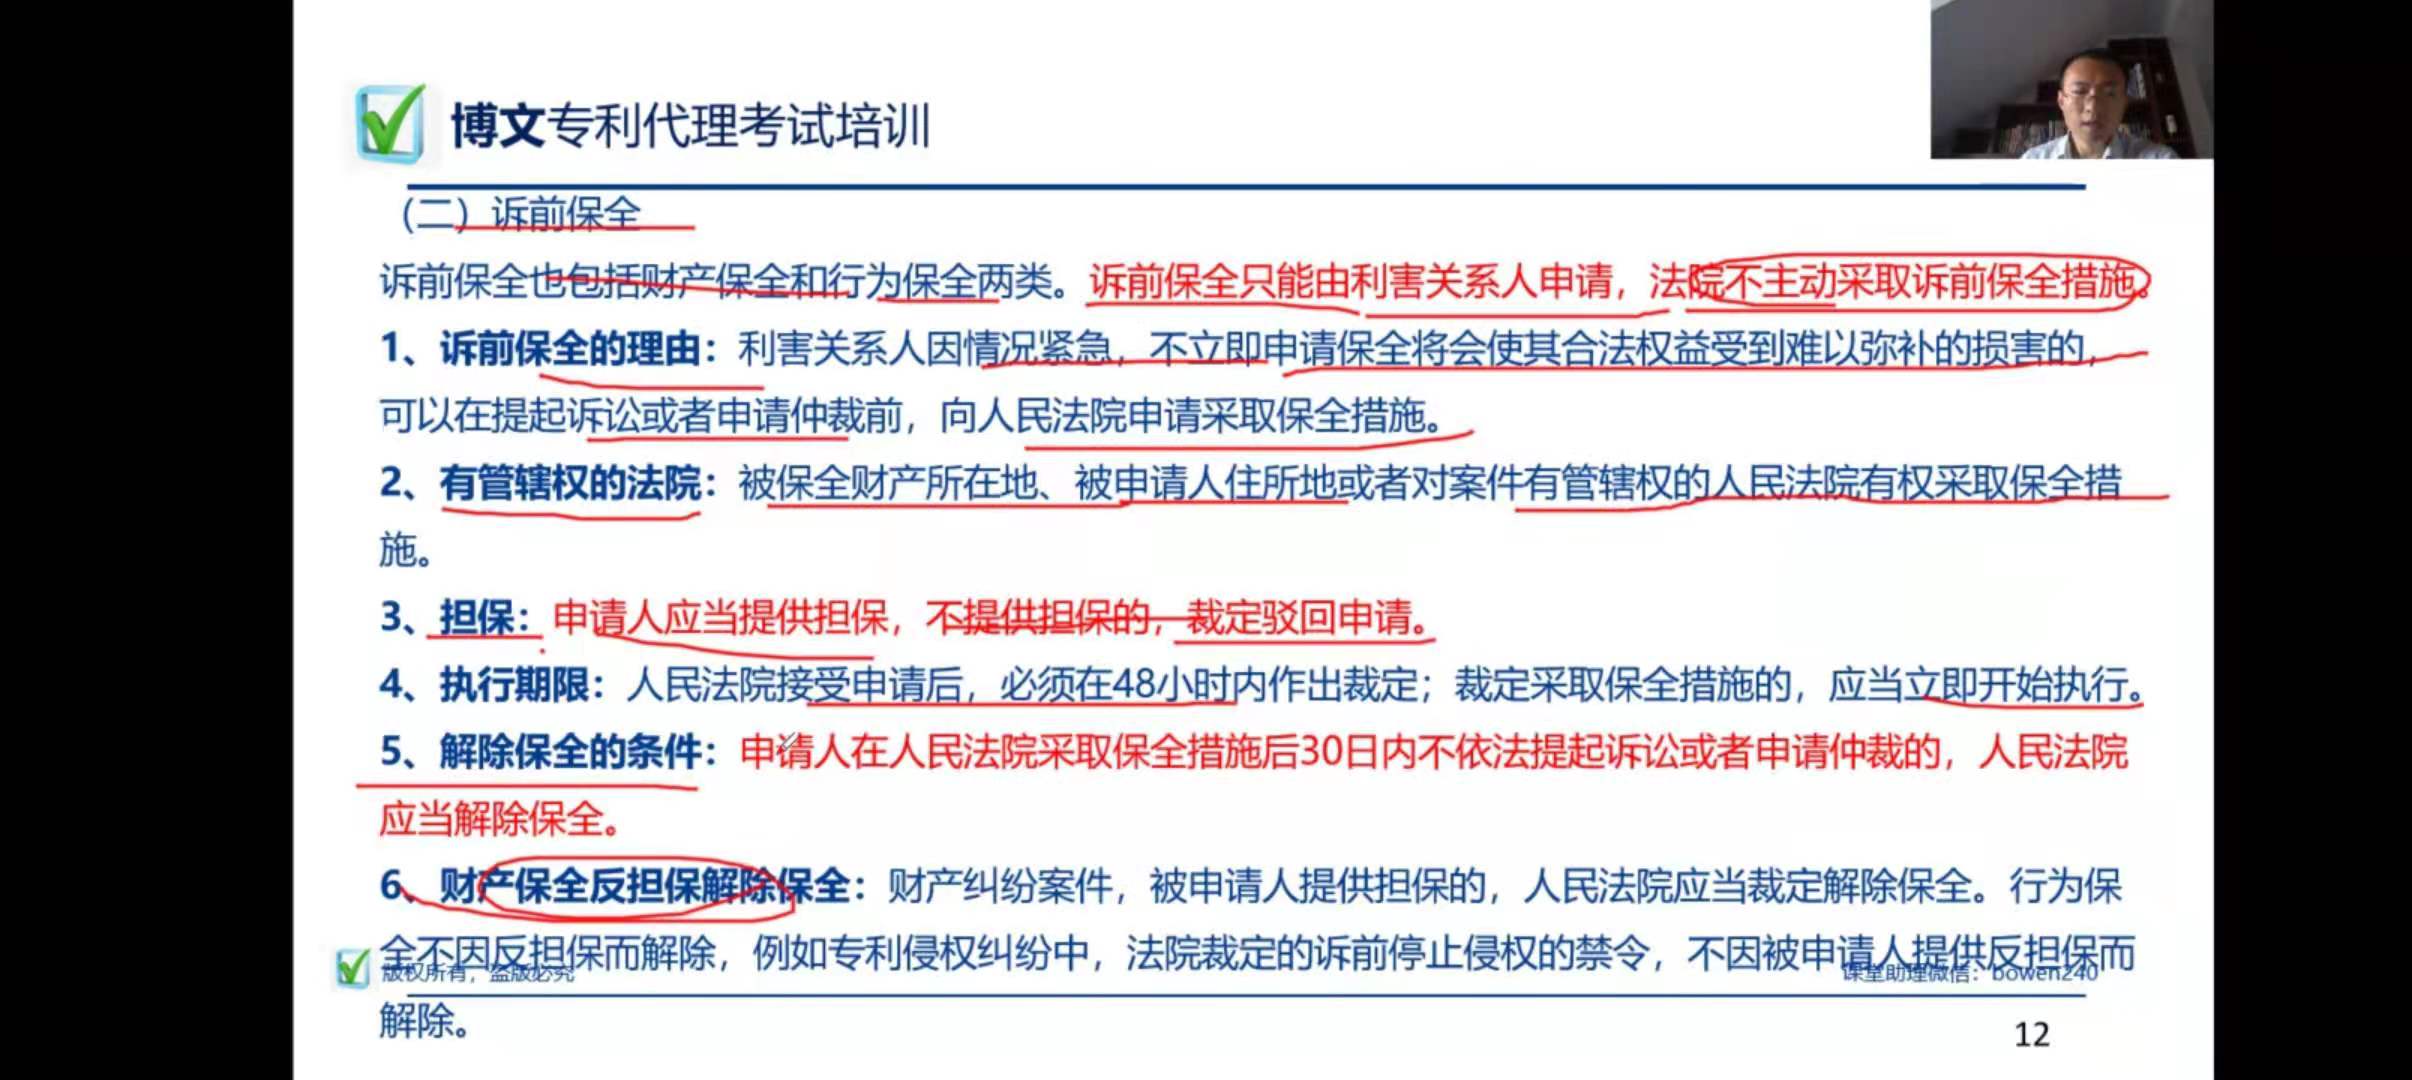 博文专利代理考试培训
（二）诉前保全
诉前保全也包括财产保全和行为保全两类。诉前保全只能由利害关系人申请，法院不主动采取诉前保全措施。
1、诉前保全的理由：利害关系人因情况紧急，不立即申请保全将会使其合法权益受到难以弥补的损害的，
可以在提起诉讼或者申请仲裁前，向人民法院申请采取保全措施。
2、有管辖权的法院：被保全财产所在地、被申请人住所地或者对案件有管辖权的人民法院有权采取保全措
施。
3、担保：申请人应当提供担保，不提供担保的，裁定驳回申请。
4、执行期限：人民法院接受申请后，必须在48小时内作出裁定；裁定采取保全措施的，应当立即开始执行。
5、解除保全的条件：申请人在人民法院采取保全措施后30日内不依法提起诉讼或者申请仲裁的，人民法院
应当解除保全。
6、财产保全反担保解除保全：财产纠纷案件，被申请人提供担保的，人民法院应当裁定解除保全。行为保
全不因反担保而解除，例如专利侵权纠纷中，法院裁定的诉前停止侵权的禁令，不因被申请人提供反担保而
解除。
版权所有，盗版必究
课堂助理微信：bowen240
12